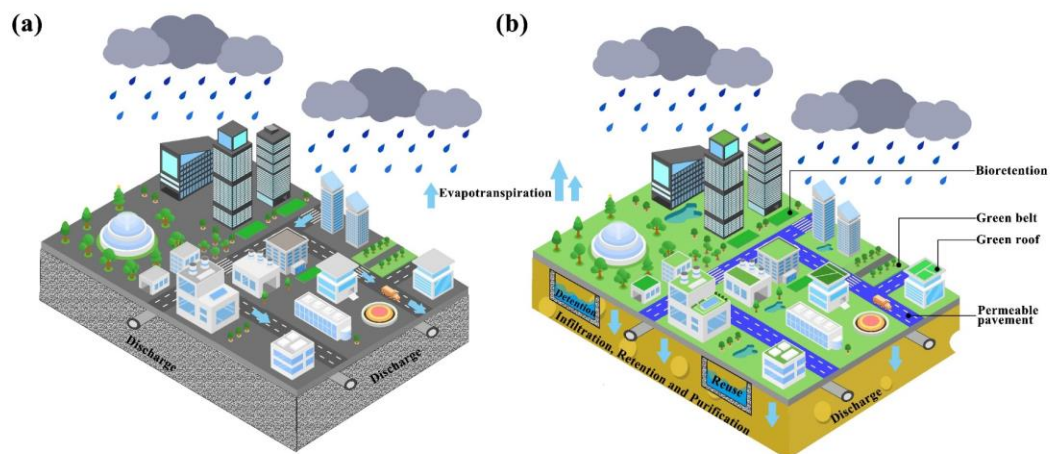 (a)
Evapotranspiration
Discharge
Discharge
(b)
Bioretention
Green belt
Green roof
Permeable
pavement
Detention
Infiltration, Retention and Purification
Reuse
Discharge